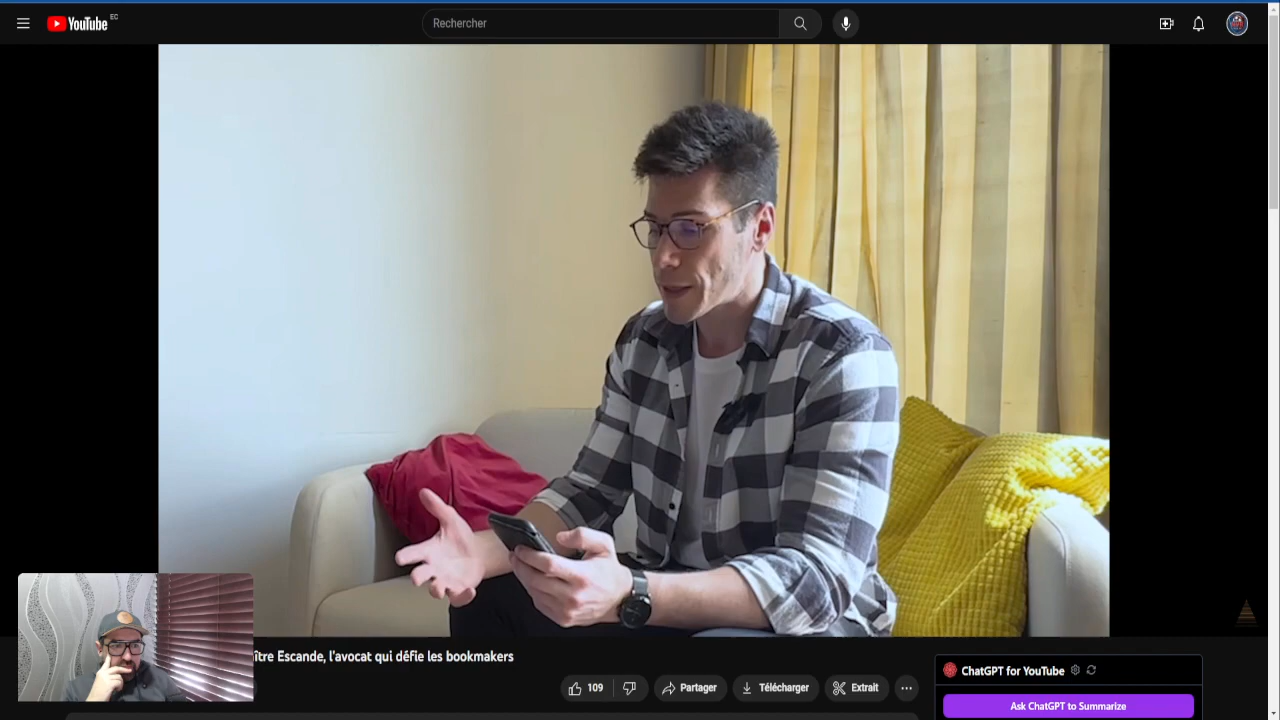 YouTube EC
Rechercher
ître Escande, l'avocat qui défie les bookmakers
109
Partager
Télécharger
Extrait
ChatGPT for YouTube
Ask ChatGPT to Summarize